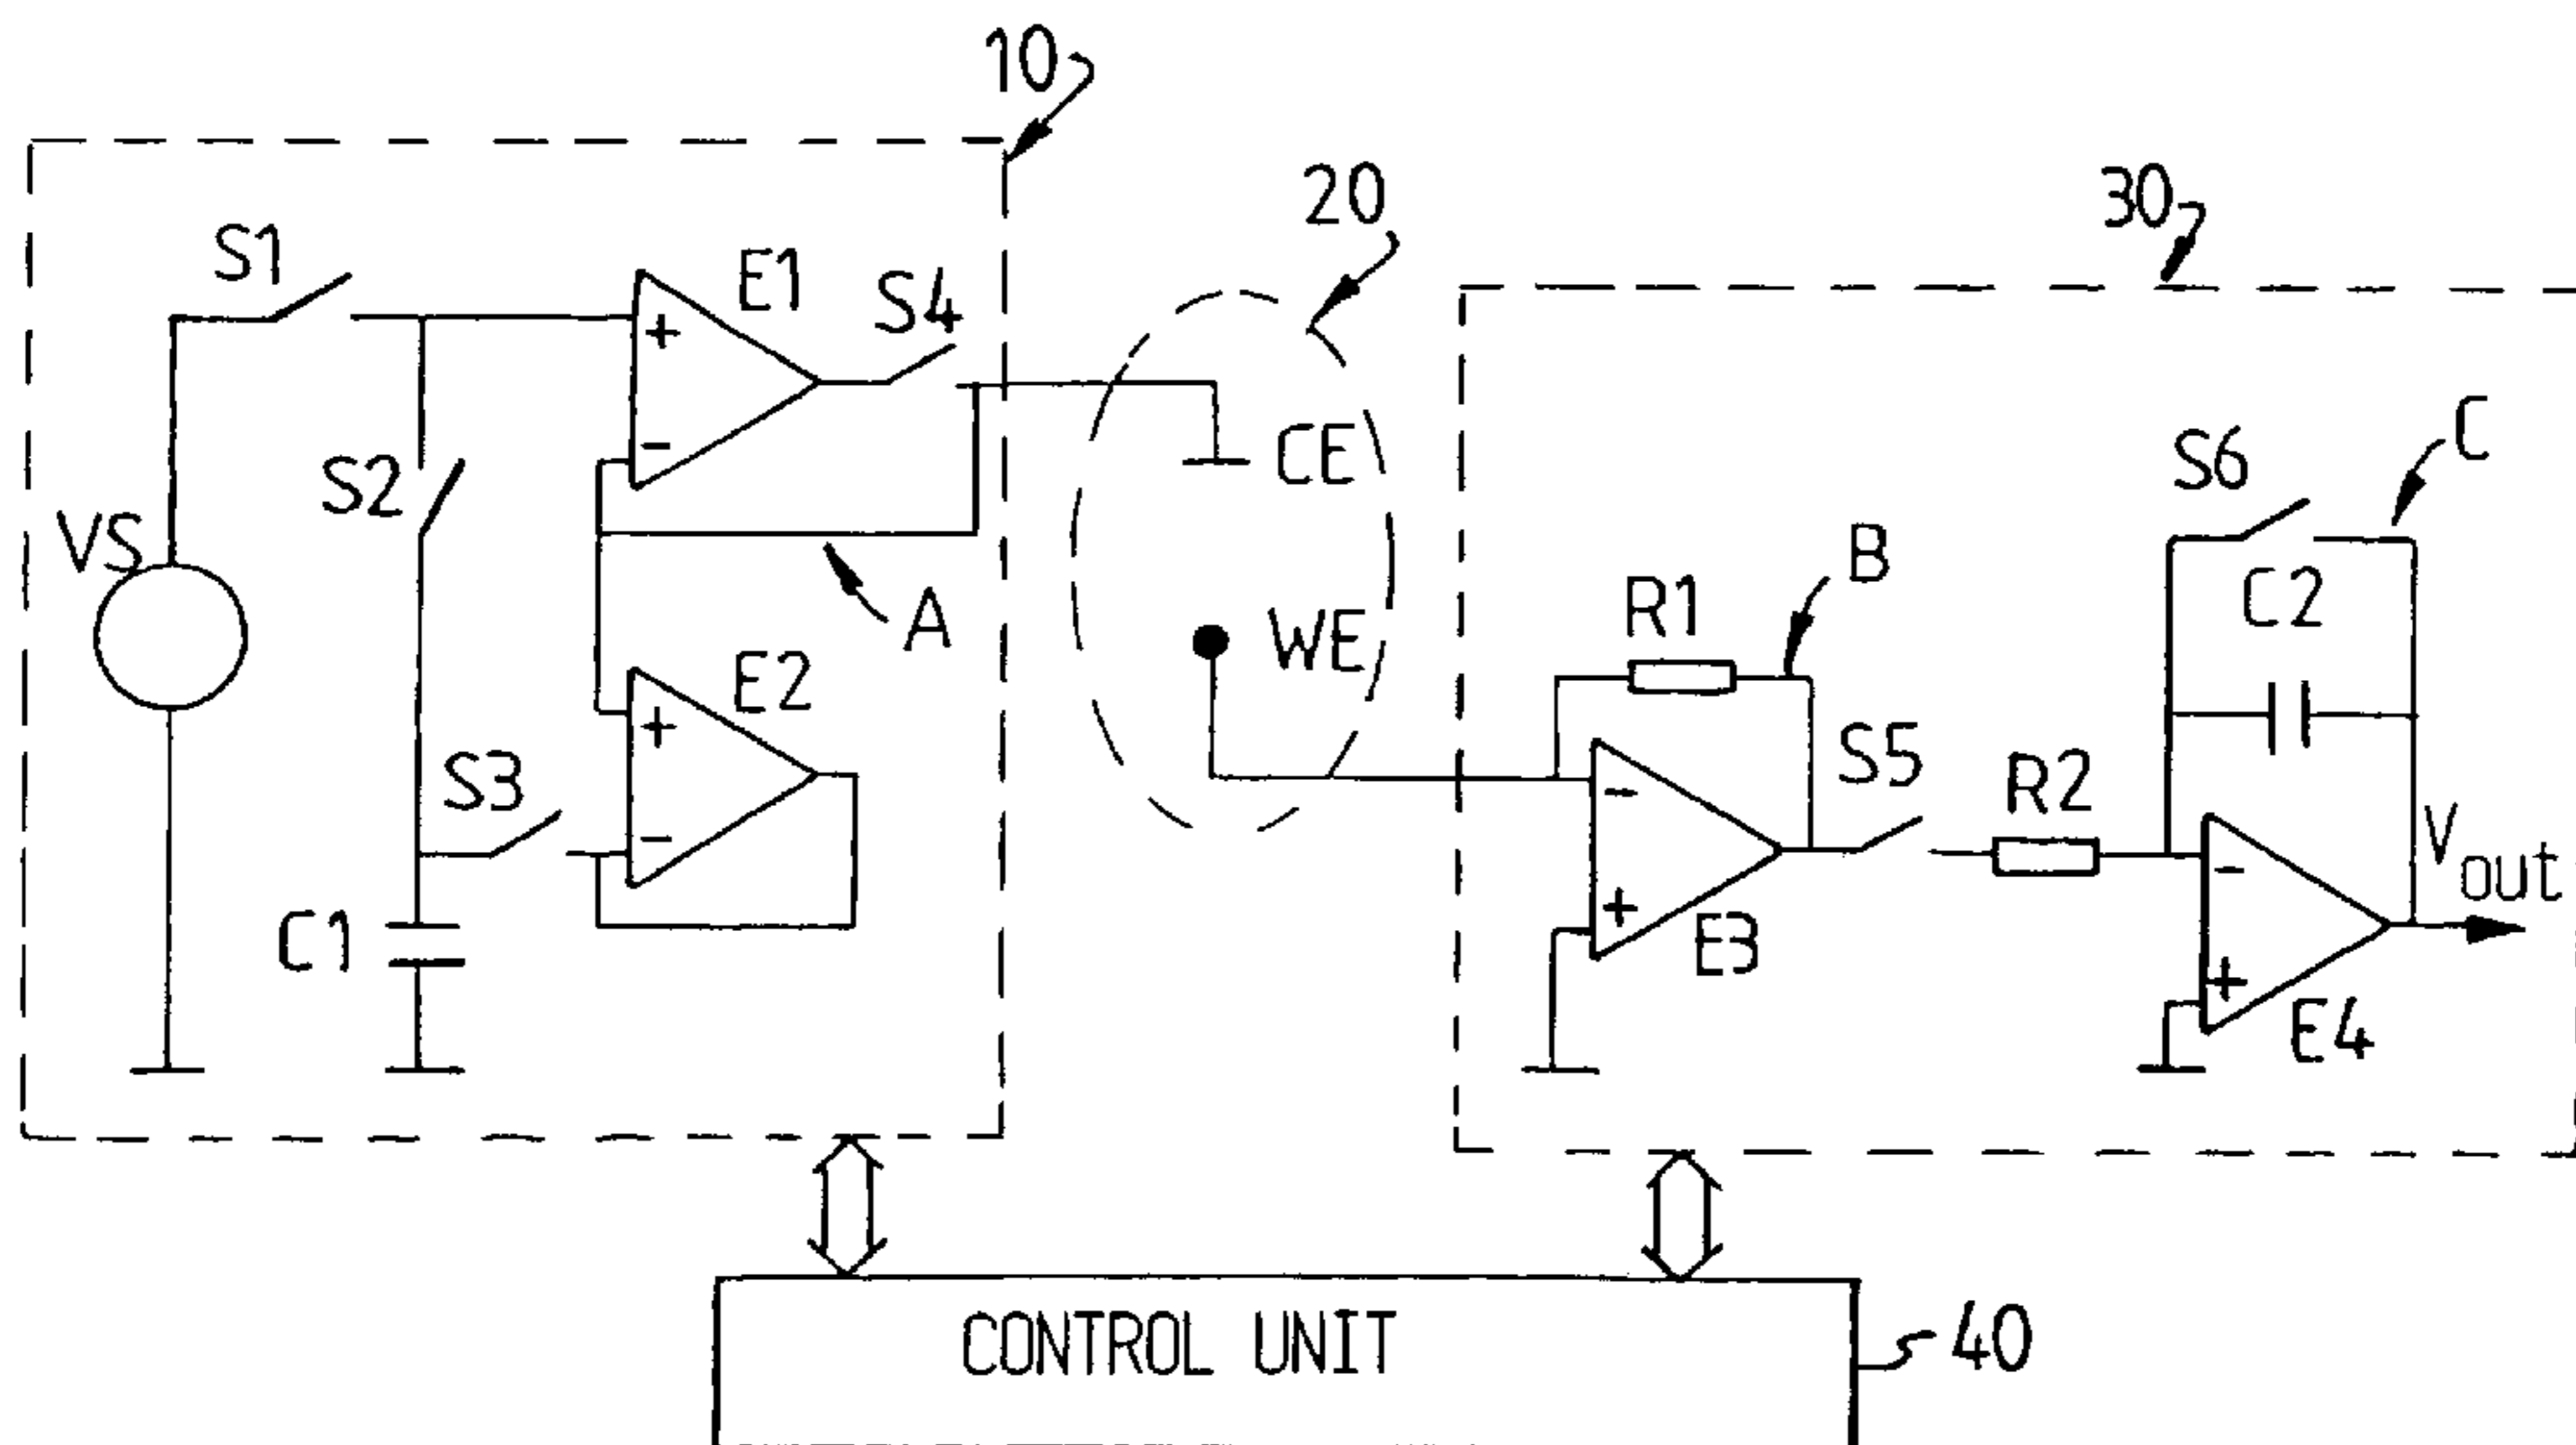 10
20
30
S1
E1
S4
CE
S6
C
S2
VS
A
B
R1
C2
WE
E2
S3
S5
R2
Vout
C1
E3
E4
+
-
+
-
-
+
-
+
CONTROL UNIT
40